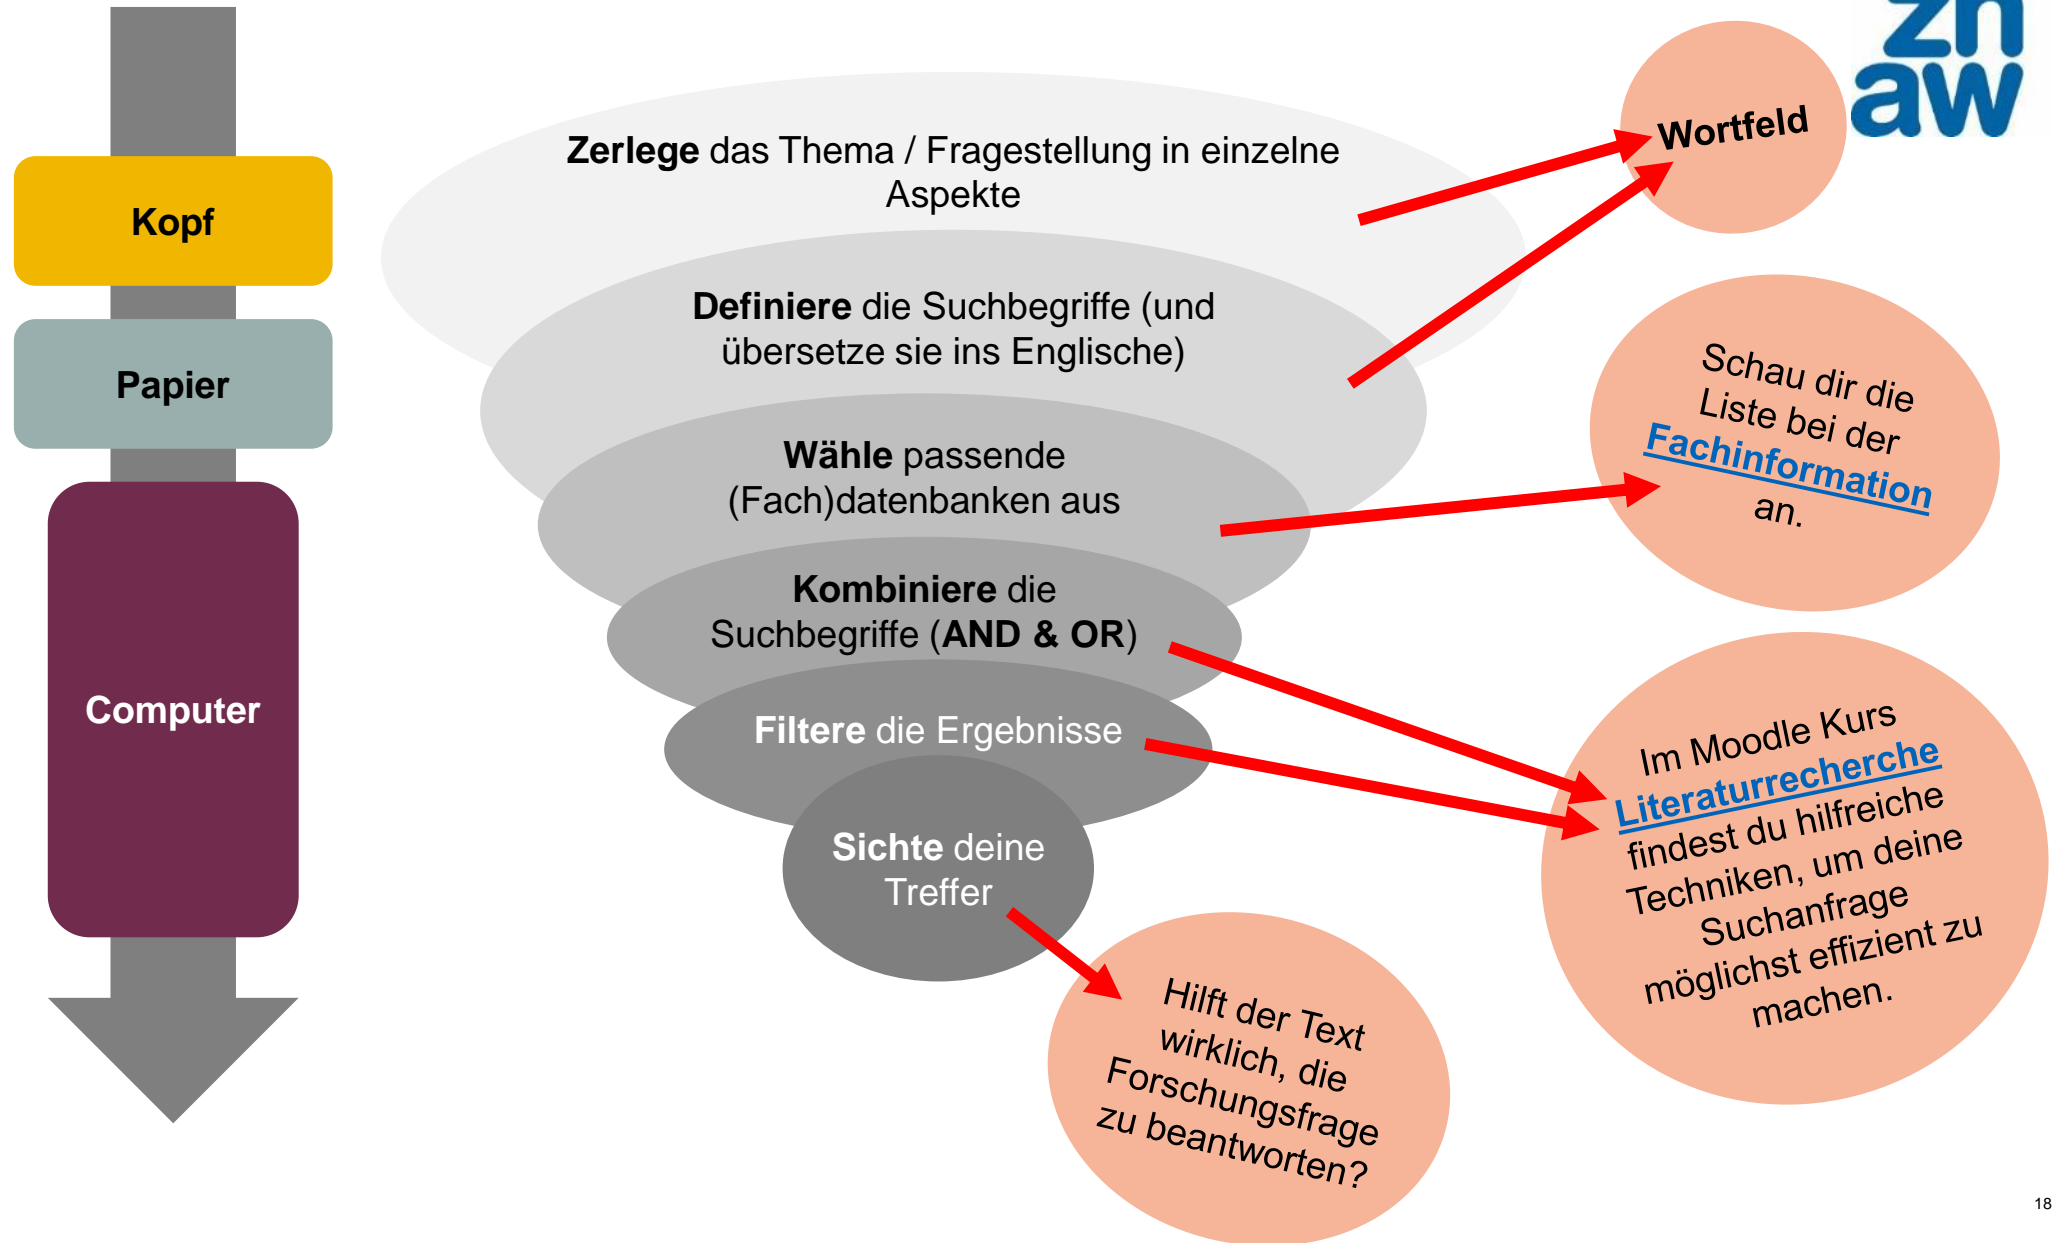 zh
aw
Kopf
Papier
Computer
Zerlege das Thema / Fragestellung in einzelne
Aspekte
Definiere die Suchbegriffe (und
übersetze sie ins Englische)
Wähle passende
(Fach)datenbanken aus
Kombiniere die
Suchbegriffe (AND & OR)
Filtere die Ergebnisse
Sichte deine
Treffer
Wortfeld
Schau dir die
Liste bei der
Fachinformation
an.
Im Moodle Kurs
Literaturrecherche
findest du hilfreiche
Techniken, um deine
Suchanfrage
möglichst effizient zu
machen.
Hilft der Text
wirklich, die
Forschungsfrage
zu beantworten?
18